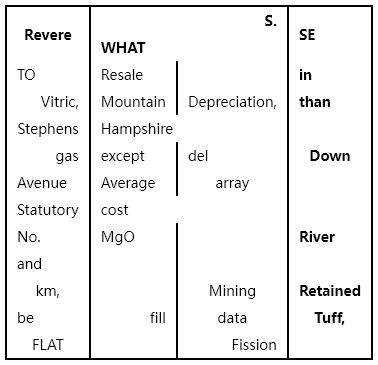 Revere S. SE
WHAT
TO Resale in
Vitric, Mountain Depreciation, than
Stephens Hampshire
gas except del Down
Avenue Average array
Statutory cost
No. MgO River
and
km, Mining Retained
be fill data Tuff,
FLAT Fission